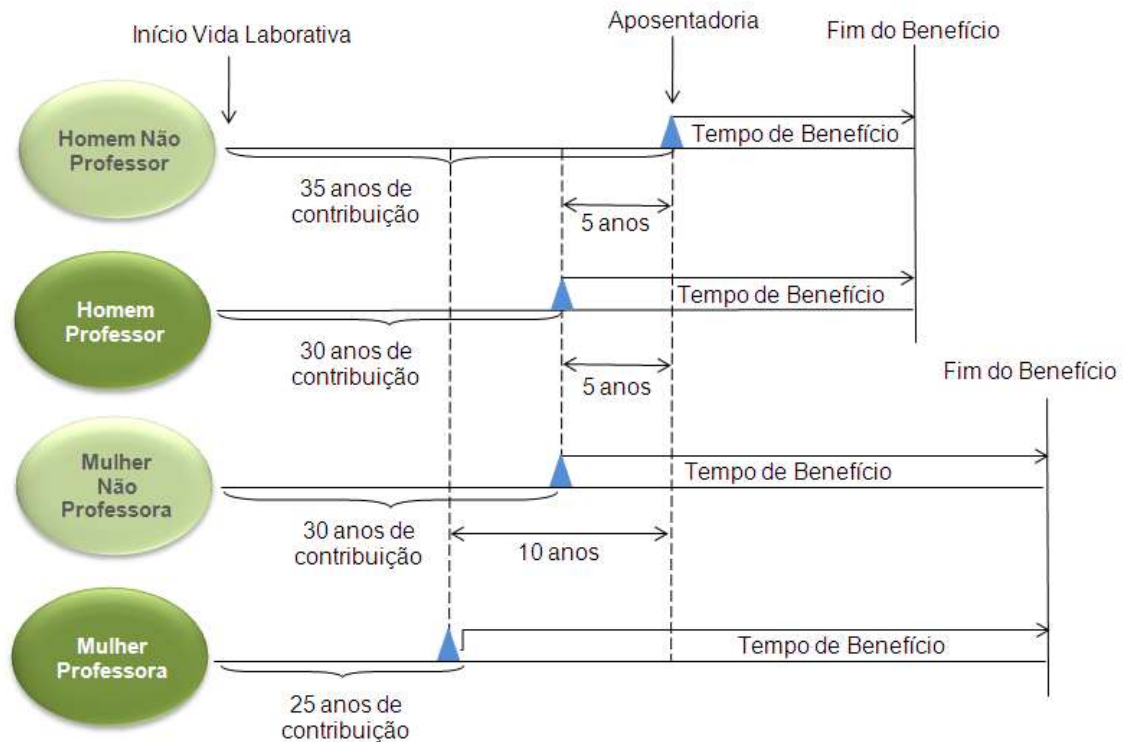 Início Vida Laborativa
Aposentadoria
Fim do Benefício
Homem Não
Professor
Tempo de Benefício
35 anos de
contribuição
5 anos
Homem
Professor
Tempo de Benefício
30 anos de
contribuição
5 anos
Fim do Benefício
Mulher
Não
Professora
Tempo de Benefício
30 anos de
contribuição
10 anos
Mulher
Professora
Tempo de Benefício
25 anos de
contribuição